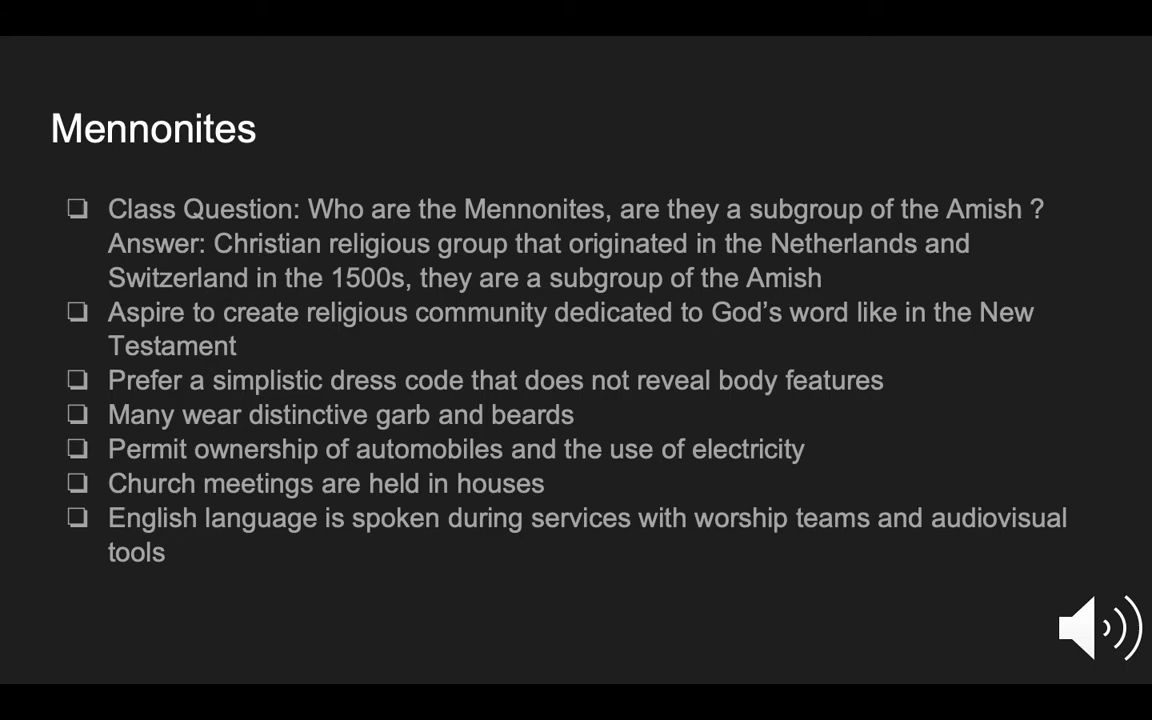 Mennonites
Class Question: Who are the Mennonites, are they a subgroup of the Amish ?
Answer: Christian religious group that originated in the Netherlands and
Switzerland in the 1500s, they are a subgroup of the Amish
Aspire to create religious community dedicated to God’s word like in the New
Testament
Prefer a simplistic dress code that does not reveal body features
Many wear distinctive garb and beards
Permit ownership of automobiles and the use of electricity
Church meetings are held in houses
English language is spoken during services with worship teams and audiovisual
tools